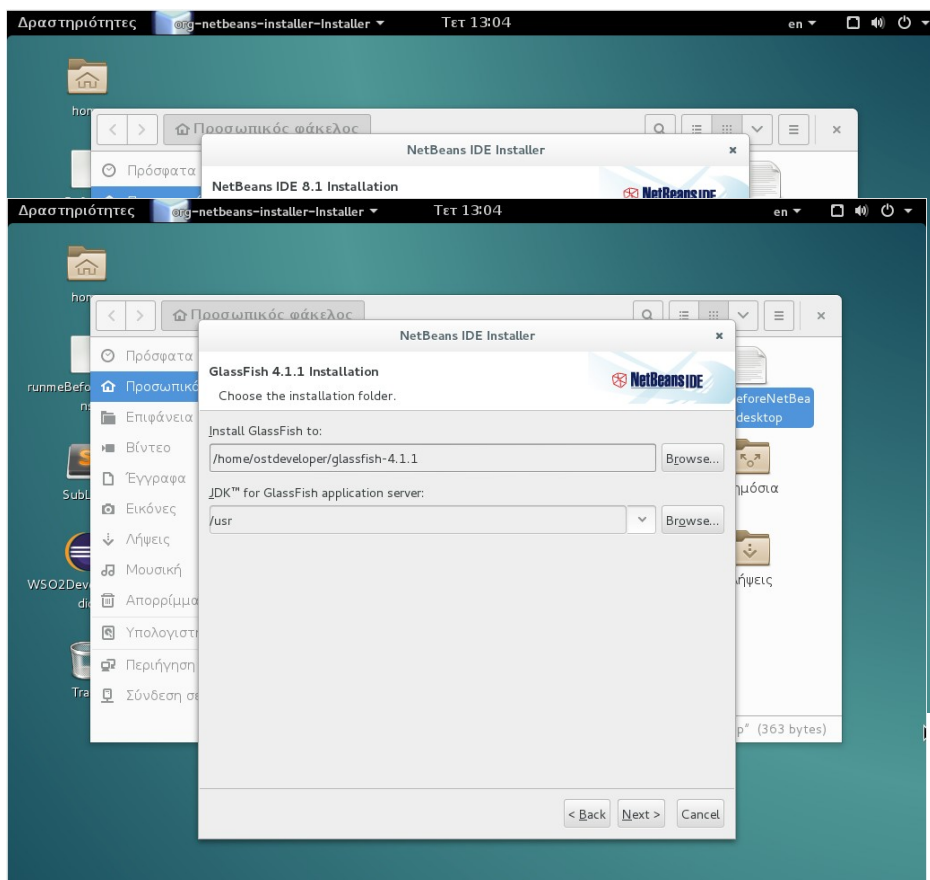 Δραστηριότητες org-netbeans-installer-Installer Τετ 13:04 en
Προσωπικός φάκελος
NetBeans IDE Installer
Πρόσφατα
NetBeans IDE 8.1 Installation
NetBeans IDE
Δραστηριότητες org-netbeans-installer-Installer Τετ 13:04 en
Προσωπικός φάκελος
NetBeans IDE Installer
Πρόσφατα
GlassFish 4.1.1 Installation
NetBeans IDE
Choose the installation folder.
Install GlassFish to:
/home/ostdeveloper/glassfish-4.1.1
Browse...
JDK™ for GlassFish application server:
/usr
Browse...
Επιφάνεια
Βίντεο
Έγγραφα
Εικόνες
Λήψεις
Μουσική
desktop
(363 bytes)
< Back
Next >
Cancel